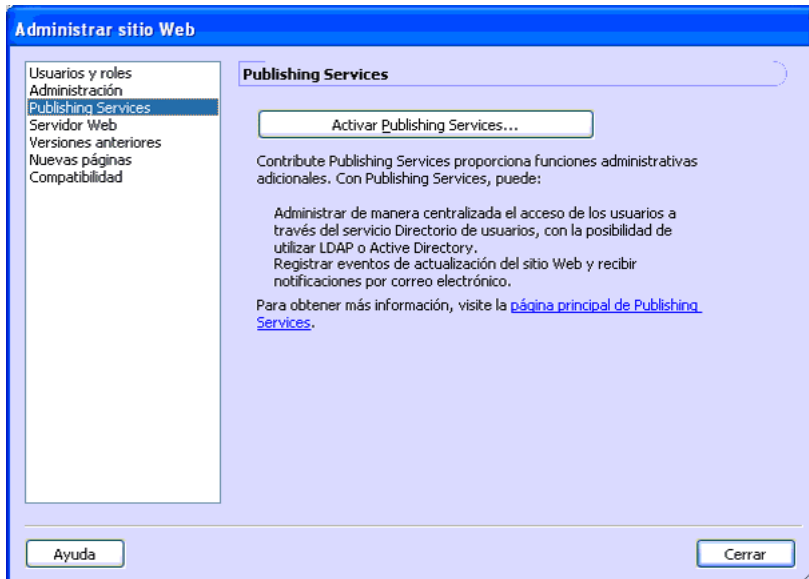 Administrar sitio Web
Usuarios y roles
Administración
Publishing Services
Servidor Web
Versiones anteriores
Nuevas páginas
Compatibilidad
Publishing Services
Activar Publishing Services...
Contribute Publishing Services proporciona funciones administrativas
adicionales. Con Publishing Services, puede:
Administrar de manera centralizada el acceso de los usuarios a
través del servicio Directorio de usuarios, con la posibilidad de
utilizar LDAP o Active Directory.
Registrar eventos de actualización del sitio Web y recibir
notificaciones por correo electrónico.
Para obtener más información, visite la página principal de Publishing
Services.
Ayuda
Cerrar